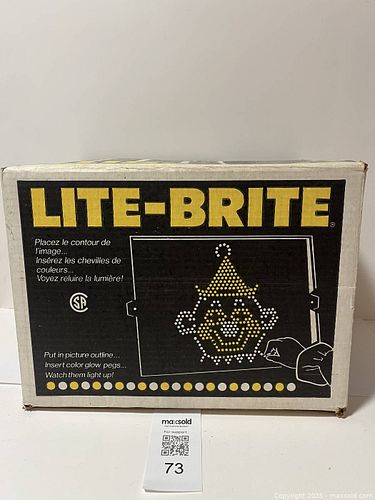 LITE-BRITE®
Placez le contour de
l'image...
Insérez les chevilles de
couleurs...
Voyez reluire la lumière!
SA
Put in picture outline...
Insert color glow pegs...
Watch them light up!
maxsold
73
Copyright 2025 - maxsold.com